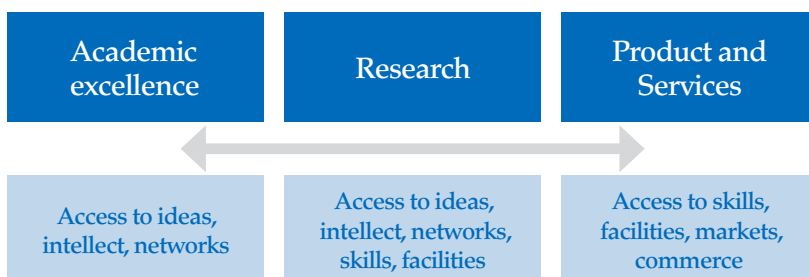 Academic
excellence
Research
Product and
Services
Access to ideas,
intellect, networks
Access to ideas,
intellect, networks,
skills, facilities
Access to skills,
facilities, markets,
commerce